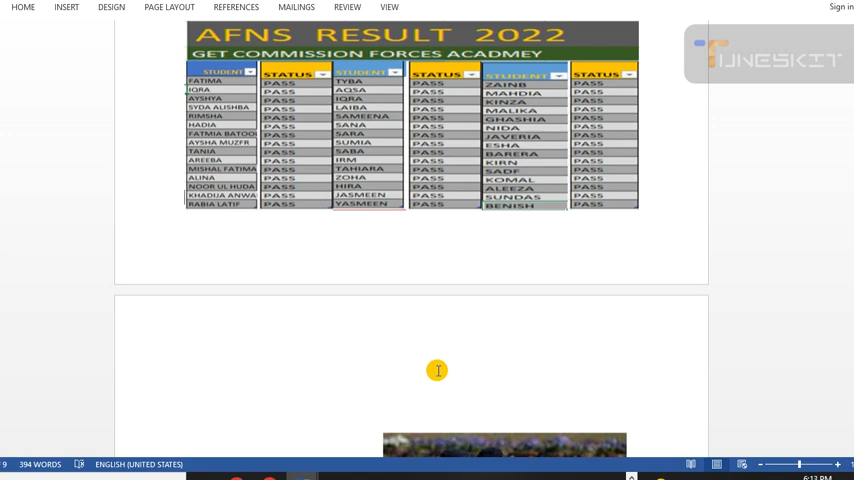 HOME INSERT DESIGN PAGE LAYOUT REFERENCES MAILINGS REVIEW VIEW Sign in
TUNESKIT
AFNS RESULT 2022
GET COMMISSION FORCES ACADMEY
STUDENT STATUS STUDENT STATUS STUDENT STATUS
FATIMA PASS TYBA PASS ZAINB PASS
IQRA PASS AQSA PASS MAHDIA PASS
AYSHYA PASS IQRA PASS KINZA PASS
SYDA ALISHBA PASS LAIBA PASS MALIKA PASS
RIMSHA PASS SAMEENA PASS GHASHIA PASS
HADIA PASS SANA PASS NIDA PASS
FATMIA BATOO PASS SARA PASS JAVERIA PASS
AYSHA MUZFR PASS SUMIA PASS ESHA PASS
TANIA PASS SABA PASS BARERA PASS
AREEBA PASS IRM PASS KIRN PASS
MISHAL FATIMA PASS TAHIARA PASS SADF PASS
ALINA PASS ZOHA PASS KOMAL PASS
NOOR UL HUDA PASS HIRA PASS ALEEZA PASS
KHADIJA ANWA PASS JASMEEN PASS SUNDAS PASS
RABIA LATIF PASS YASMEEN PASS BENISH PASS
9 394 WORDS ENGLISH (UNITED STATES)
6:13 PM